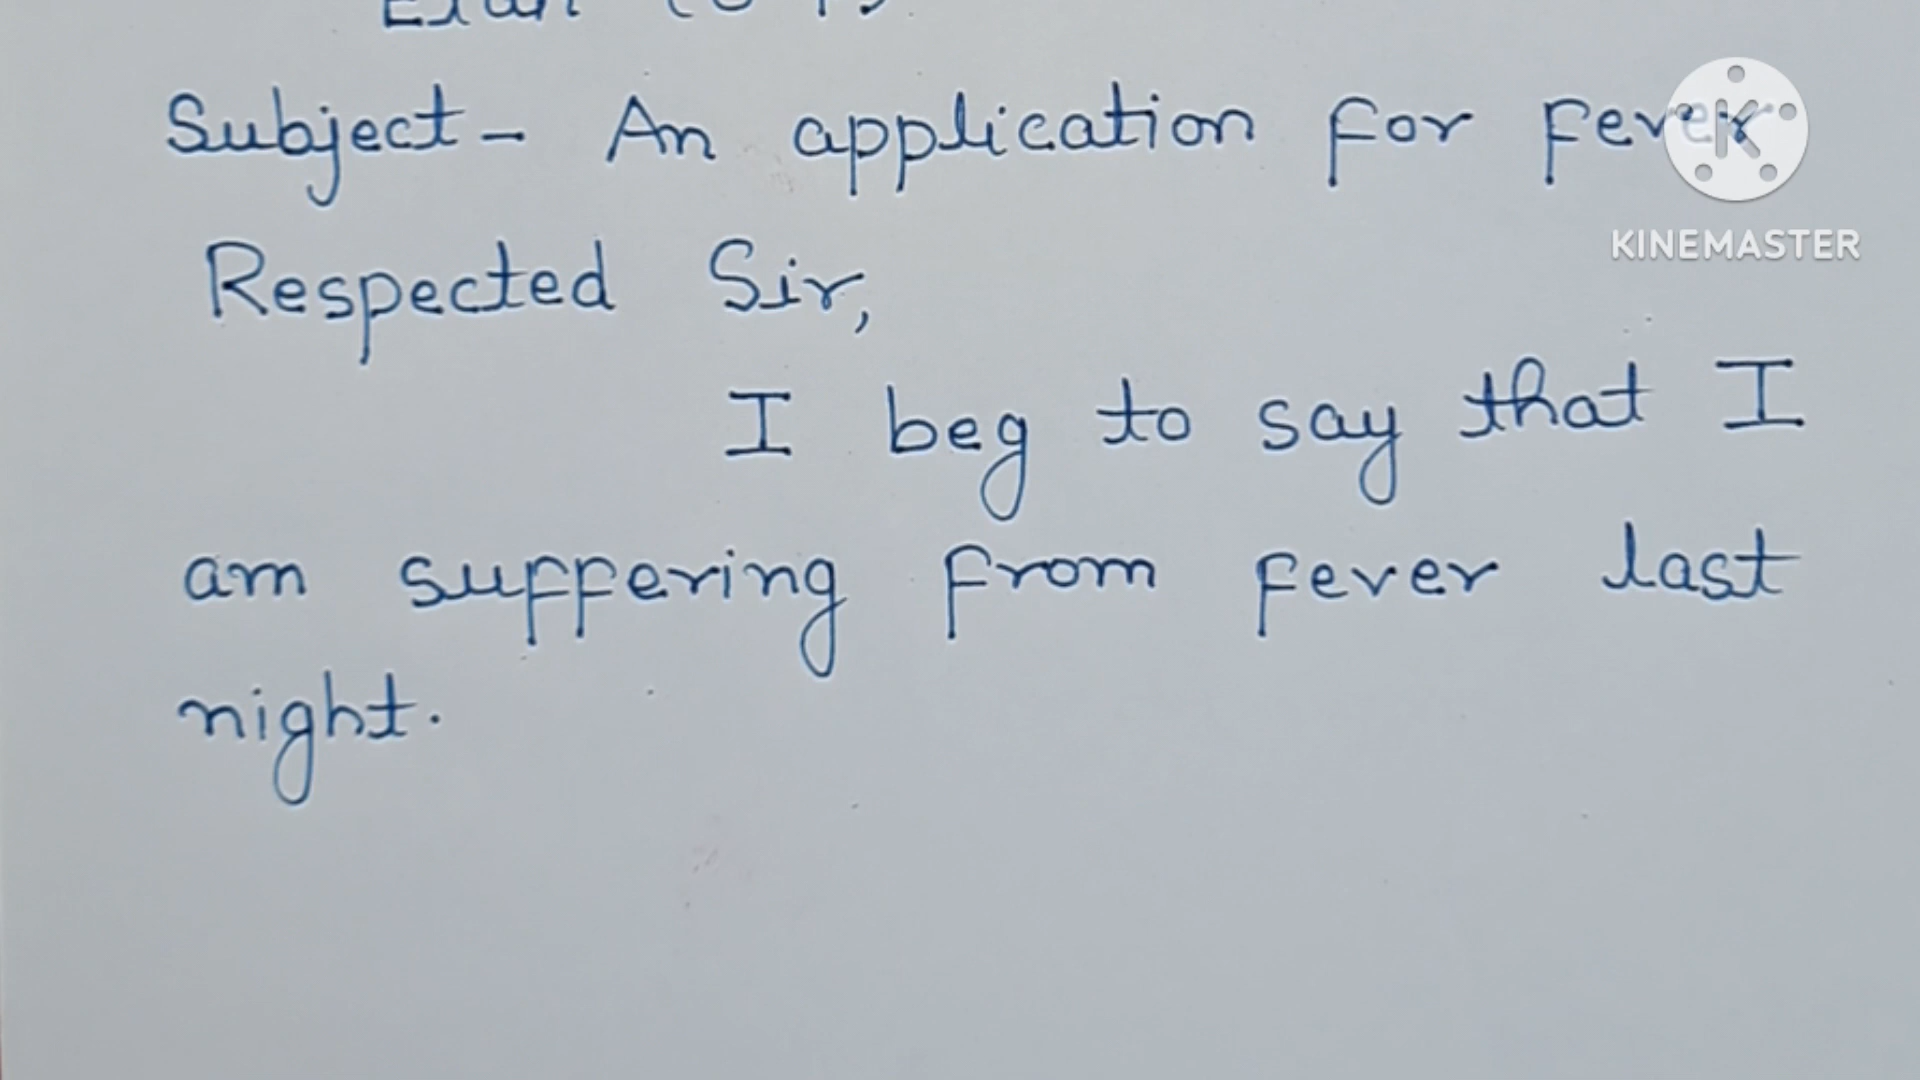 Subject- An application for fever
KINEMASTER
Respected Sir,
I beg to say that I
am suffering from fever last
night.